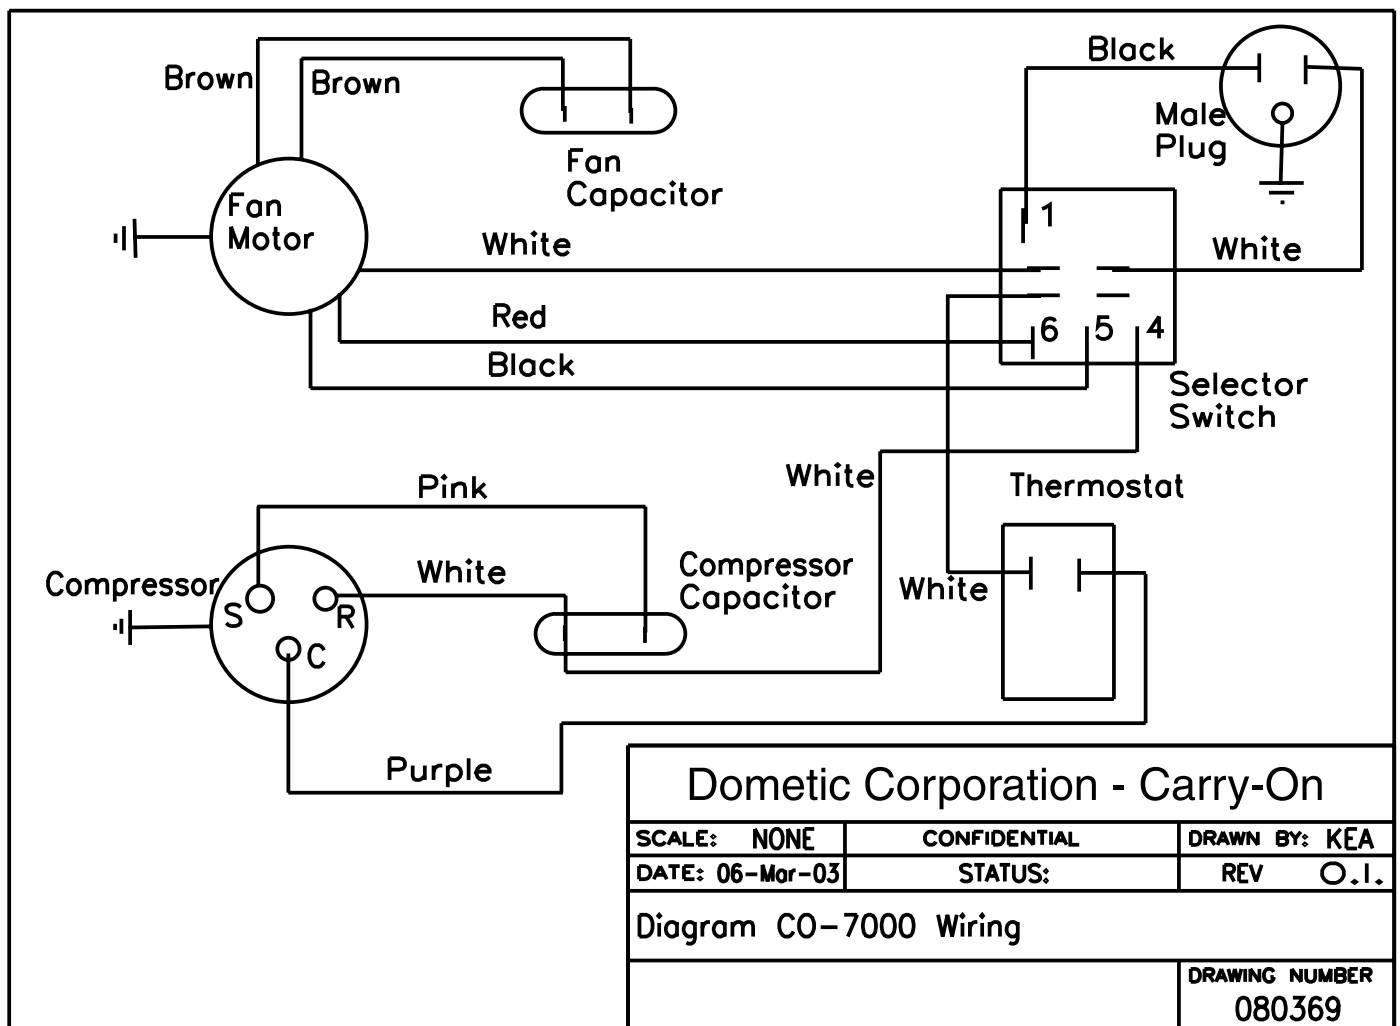 Black
Brown
Brown
Male
Plug
Fan
Capacitor
Fan
Motor
1
White
White
Red
6 5 4
Black
Selector
Switch
White
Thermostat
Pink
Compressor
Capacitor
White
Compressor
White
S
R
C
Purple
Dometic Corporation - Carry-On
SCALE: NONE
CONFIDENTIAL
DRAWN BY: KEA
DATE: 06-Mar-03
STATUS:
REV O.1.
Diagram CO-7000 Wiring
DRAWING NUMBER
080369